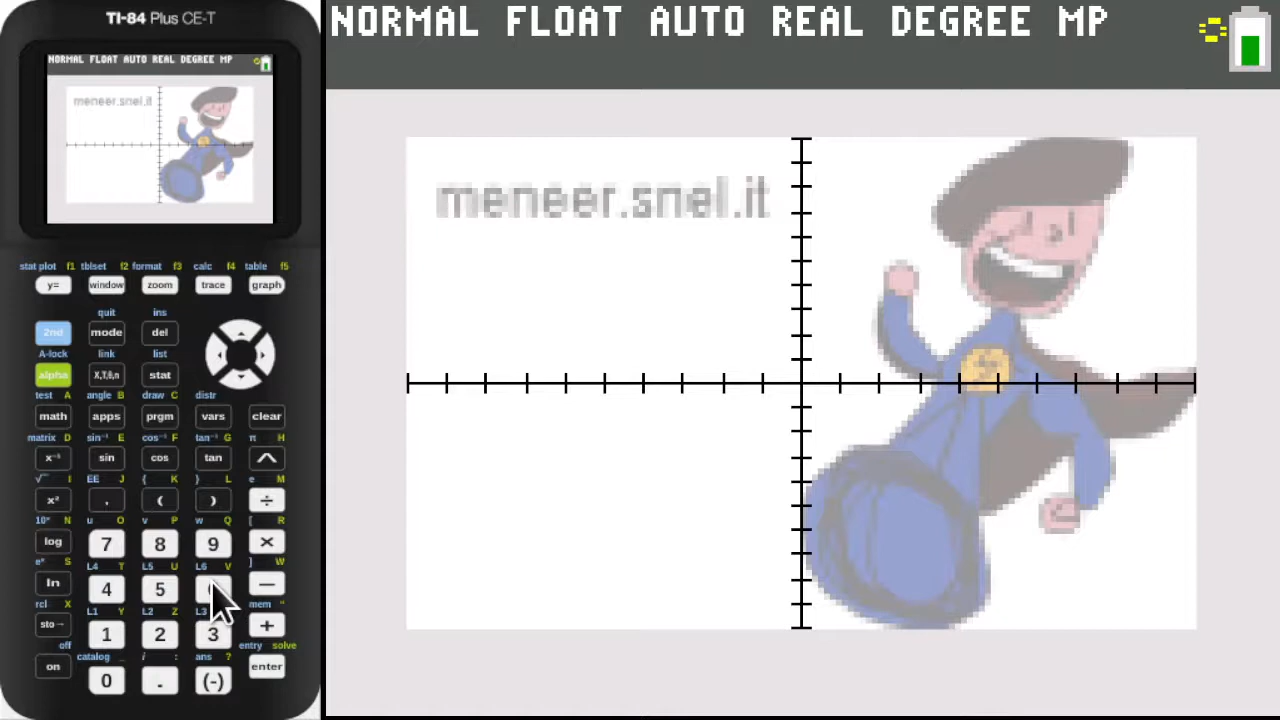 TI-84 Plus CE-T
NORMAL FLOAT AUTO REAL DEGREE MP
meneer.snel.it
NORMAL FLOAT AUTO REAL DEGREE MP
meneer.snel.it
stat plot f1 tblset f2 format f3 calc f4 table f5
y= window zoom trace graph
quit ins
2nd mode del
A-lock link list
alpha X,T,θ,n stat
test A angle B draw C distr
math apps prgm vars clear
matrix D sin⁻¹ E cos⁻¹ F tan⁻¹ G π H
x⁻¹ sin cos tan ^
√ I EE J { K } L e M
x² , ( ) ÷
10ˣ N u O v P w Q [ R
log 7 8 9 ×
eˣ S L4 T L5 U L6 V ] W
ln 4 5 −
rcl X L1 Y L2 Z L3 mem "
sto→ 1 2 3 +
off catalog _ i : ans ? entry solve
on 0 . (-) enter